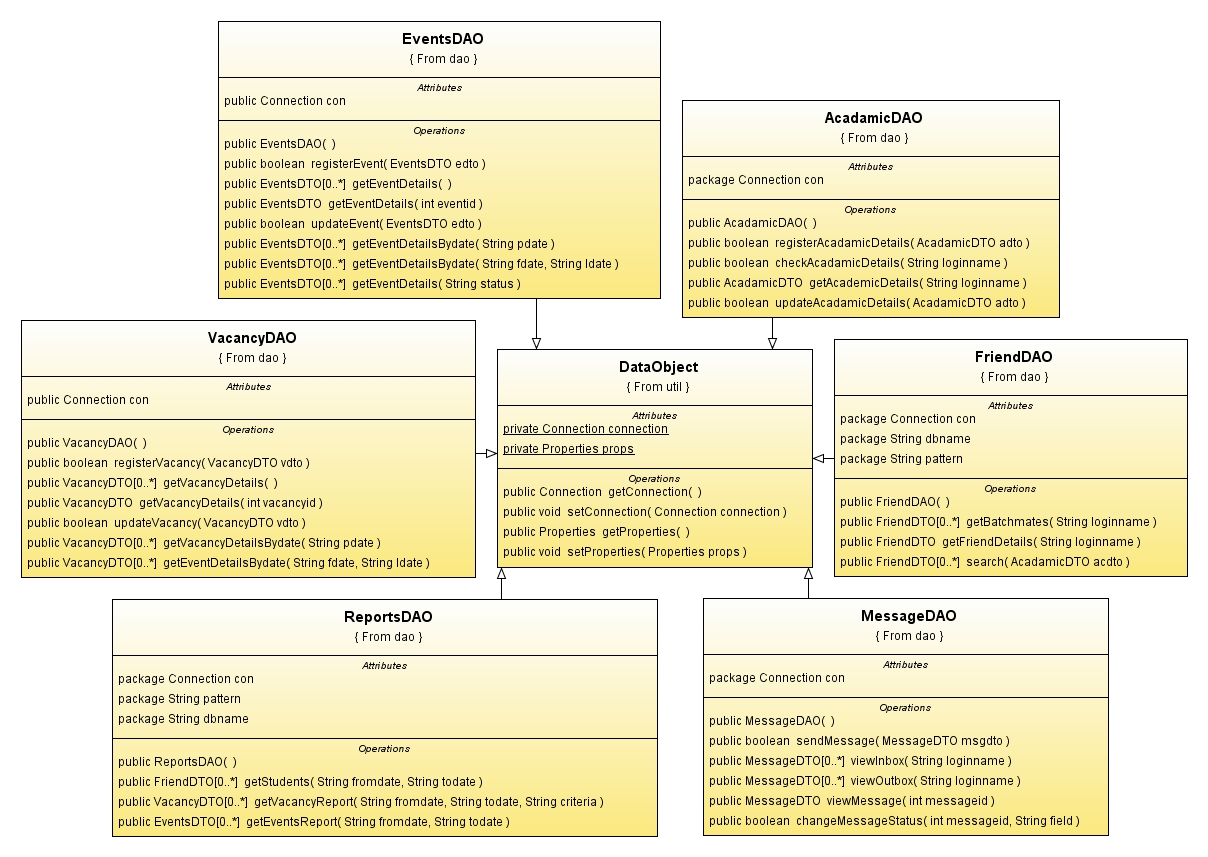 EventsDAO
{ From dao }
Attributes
public Connection con
Operations
public EventsDAO( )
public boolean registerEvent( EventsDTO edto )
public EventsDTO[0..*] getEventDetails( )
public EventsDTO getEventDetails( int eventid )
public boolean updateEvent( EventsDTO edto )
public EventsDTO[0..*] getEventDetailsBydate( String pdate )
public EventsDTO[0..*] getEventDetailsBydate( String fdate, String ldate )
public EventsDTO[0..*] getEventDetails( String status )
AcadamicDAO
{ From dao }
Attributes
package Connection con
Operations
public AcadamicDAO( )
public boolean registerAcadamicDetails( AcadamicDTO adto )
public boolean checkAcadamicDetails( String loginname )
public AcadamicDTO getAcademicDetails( String loginname )
public boolean updateAcadamicDetails( AcadamicDTO adto )
VacancyDAO
{ From dao }
Attributes
public Connection con
Operations
public VacancyDAO( )
public boolean registerVacancy( VacancyDTO vdto )
public VacancyDTO[0..*] getVacancyDetails( )
public VacancyDTO getVacancyDetails( int vacancyid )
public boolean updateVacancy( VacancyDTO vdto )
public VacancyDTO[0..*] getVacancyDetailsBydate( String pdate )
public VacancyDTO[0..*] getEventDetailsBydate( String fdate, String ldate )
DataObject
{ From util }
Attributes
private Connection connection
private Properties props
Operations
public Connection getConnection( )
public void setConnection( Connection connection )
public Properties getProperties( )
public void setProperties( Properties props )
FriendDAO
{ From dao }
Attributes
package Connection con
package String dbname
package String pattern
Operations
public FriendDAO( )
public FriendDTO[0..*] getBatchmates( String loginname )
public FriendDTO getFriendDetails( String loginname )
public FriendDTO[0..*] search( AcadamicDTO acdto )
ReportsDAO
{ From dao }
Attributes
package Connection con
package String pattern
package String dbname
Operations
public ReportsDAO( )
public FriendDTO[0..*] getStudents( String fromdate, String todate )
public VacancyDTO[0..*] getVacancyReport( String fromdate, String todate, String criteria )
public EventsDTO[0..*] getEventsReport( String fromdate, String todate )
MessageDAO
{ From dao }
Attributes
package Connection con
Operations
public MessageDAO( )
public boolean sendMessage( MessageDTO msgdto )
public MessageDTO[0..*] viewInbox( String loginname )
public MessageDTO[0..*] viewOutbox( String loginname )
public MessageDTO viewMessage( int messageid )
public boolean changeMessageStatus( int messageid, String field )